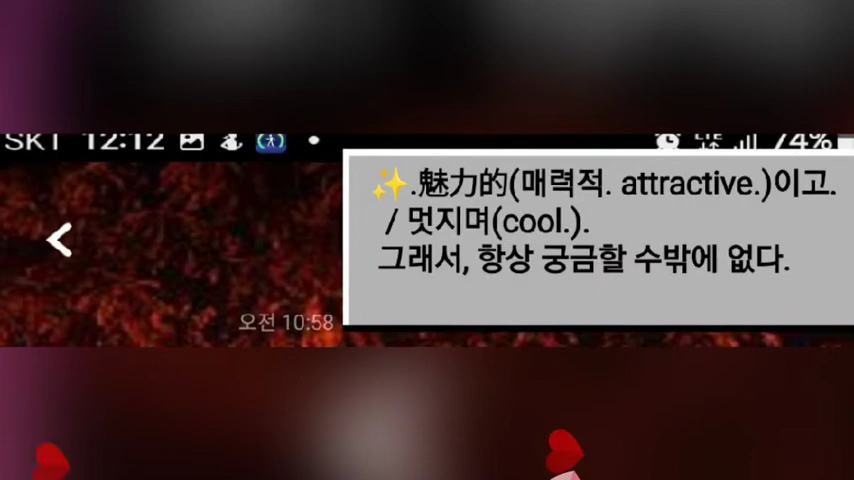 SKT 12:12 LTE 74%
✨.魅力的(매력적. attractive.)이고.
/ 멋지며(cool.).
그래서, 항상 궁금할 수밖에 없다.
오전 10:58